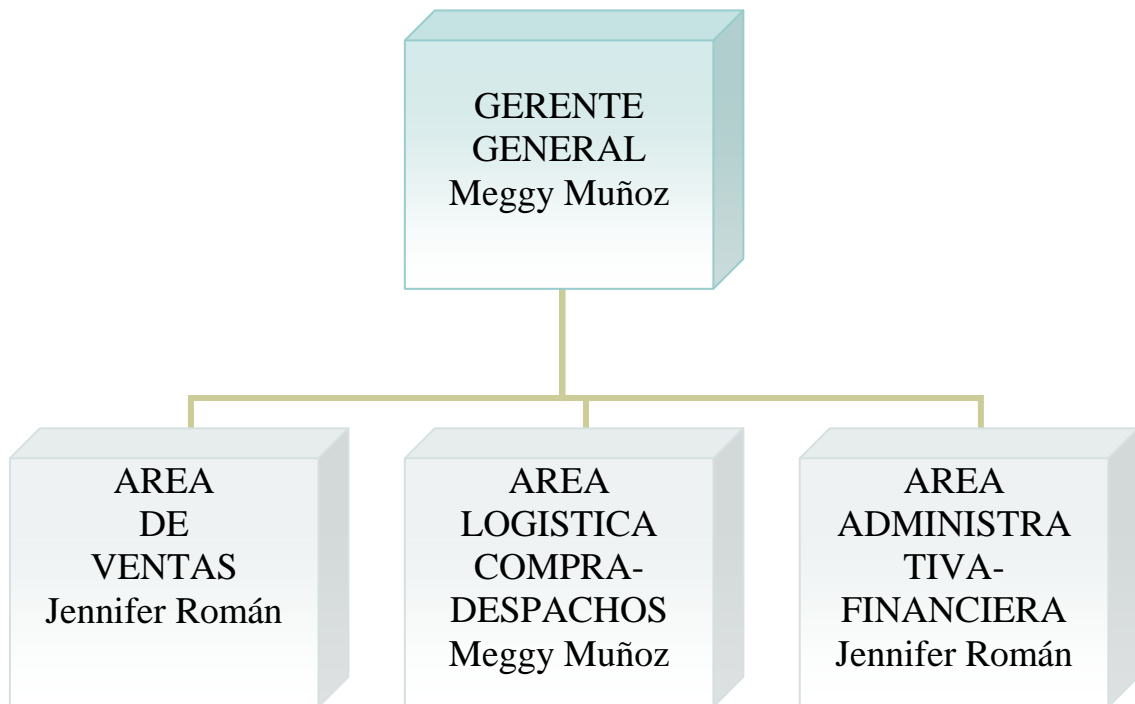 GERENTE
GENERAL
Meggy Muñoz
AREA
DE
VENTAS
Jennifer Román
AREA
LOGISTICA
COMPRA-
DESPACHOS
Meggy Muñoz
AREA
ADMINISTRA
TIVA-
FINANCIERA
Jennifer Román